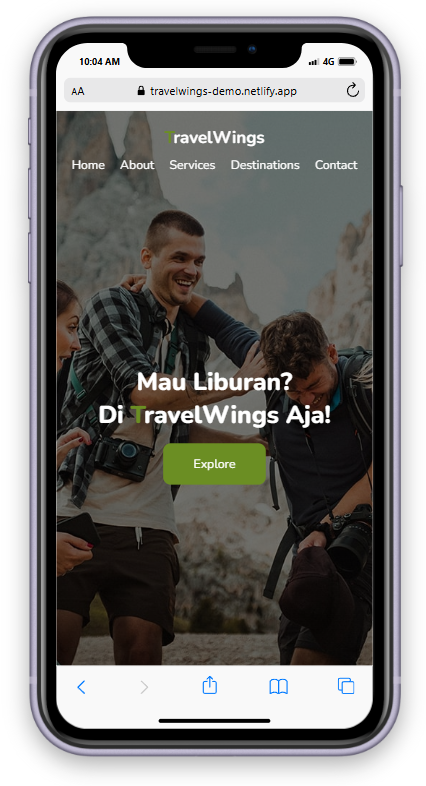 10:04 AM 4G
AA travelwings-demo.netlify.app
TravelWings
Home About Services Destinations Contact
Mau Liburan?
Di TravelWings Aja!
Explore